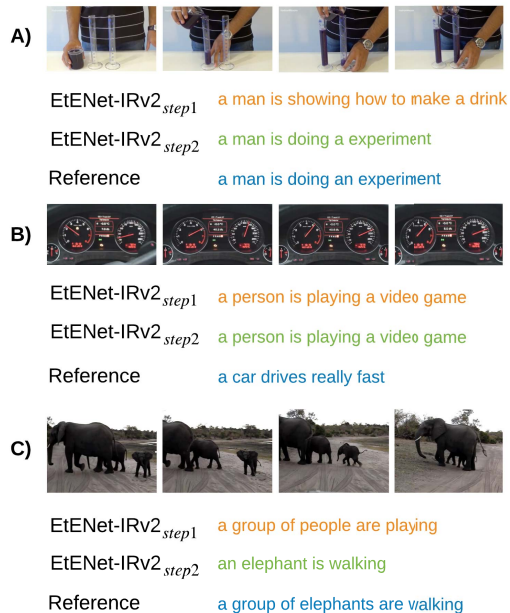 A)
EtENet-IRv2step1 a man is showing how to make a drink
EtENet-IRv2step2 a man is doing a experiment
Reference a man is doing an experiment
B)
EtENet-IRv2step1 a person is playing a video game
EtENet-IRv2step2 a person is playing a video game
Reference a car drives really fast
C)
EtENet-IRv2step1 a group of people are playing
EtENet-IRv2step2 an elephant is walking
Reference a group of elephants are walking